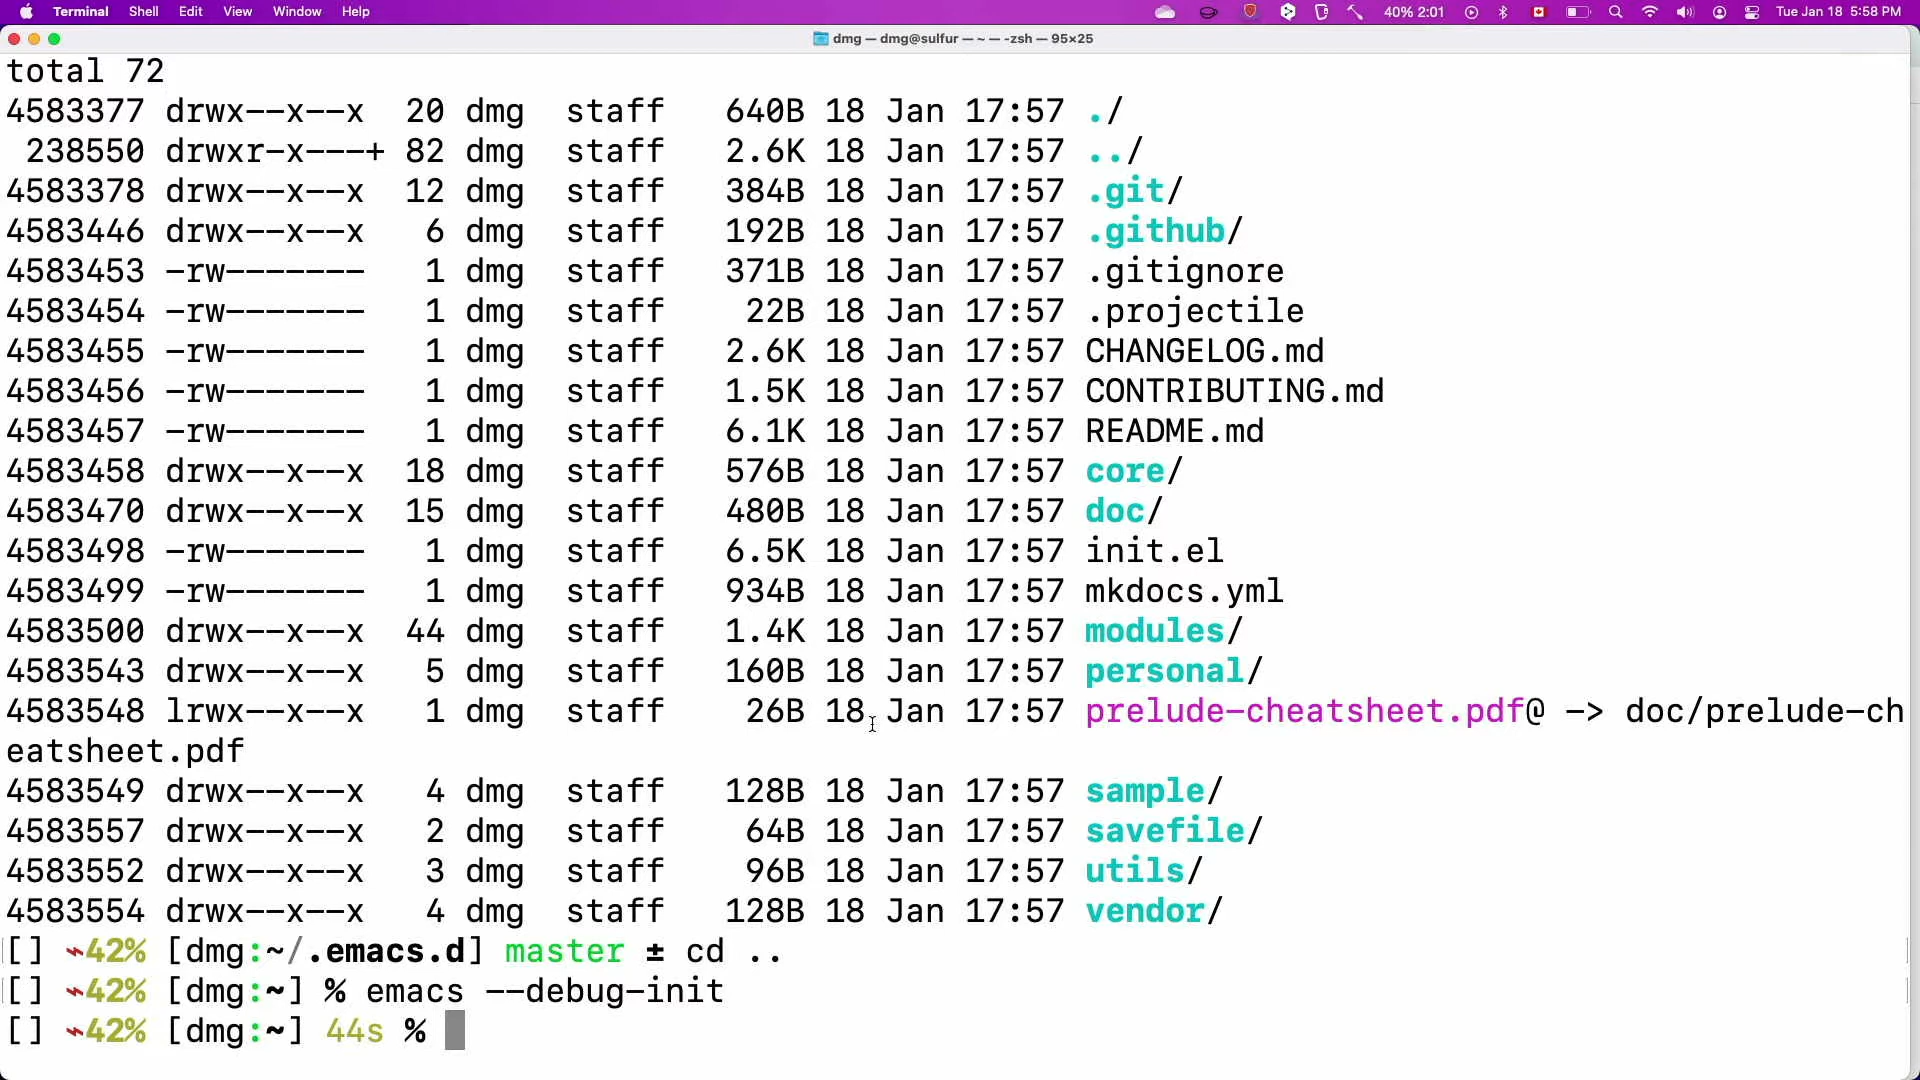 Terminal Shell Edit View Window Help 40% 2:01 Tue Jan 18 5:58 PM
dmg — dmg@sulfur — ~ — -zsh — 95×25
total 72
4583377 drwx--x--x 20 dmg staff 640B 18 Jan 17:57 ./
238550 drwxr-x---+ 82 dmg staff 2.6K 18 Jan 17:57 ../
4583378 drwx--x--x 12 dmg staff 384B 18 Jan 17:57 .git/
4583446 drwx--x--x 6 dmg staff 192B 18 Jan 17:57 .github/
4583453 -rw------- 1 dmg staff 371B 18 Jan 17:57 .gitignore
4583454 -rw------- 1 dmg staff 22B 18 Jan 17:57 .projectile
4583455 -rw------- 1 dmg staff 2.6K 18 Jan 17:57 CHANGELOG.md
4583456 -rw------- 1 dmg staff 1.5K 18 Jan 17:57 CONTRIBUTING.md
4583457 -rw------- 1 dmg staff 6.1K 18 Jan 17:57 README.md
4583458 drwx--x--x 18 dmg staff 576B 18 Jan 17:57 core/
4583470 drwx--x--x 15 dmg staff 480B 18 Jan 17:57 doc/
4583498 -rw------- 1 dmg staff 6.5K 18 Jan 17:57 init.el
4583499 -rw------- 1 dmg staff 934B 18 Jan 17:57 mkdocs.yml
4583500 drwx--x--x 44 dmg staff 1.4K 18 Jan 17:57 modules/
4583543 drwx--x--x 5 dmg staff 160B 18 Jan 17:57 personal/
4583548 lrwx--x--x 1 dmg staff 26B 18 Jan 17:57 prelude-cheatsheet.pdf@ -> doc/prelude-ch
eatsheet.pdf
4583549 drwx--x--x 4 dmg staff 128B 18 Jan 17:57 sample/
4583557 drwx--x--x 2 dmg staff 64B 18 Jan 17:57 savefile/
4583552 drwx--x--x 3 dmg staff 96B 18 Jan 17:57 utils/
4583554 drwx--x--x 4 dmg staff 128B 18 Jan 17:57 vendor/
[] ⌁42% [dmg:~/.emacs.d] master ± cd ..
[] ⌁42% [dmg:~] % emacs --debug-init
[] ⌁42% [dmg:~] 44s %